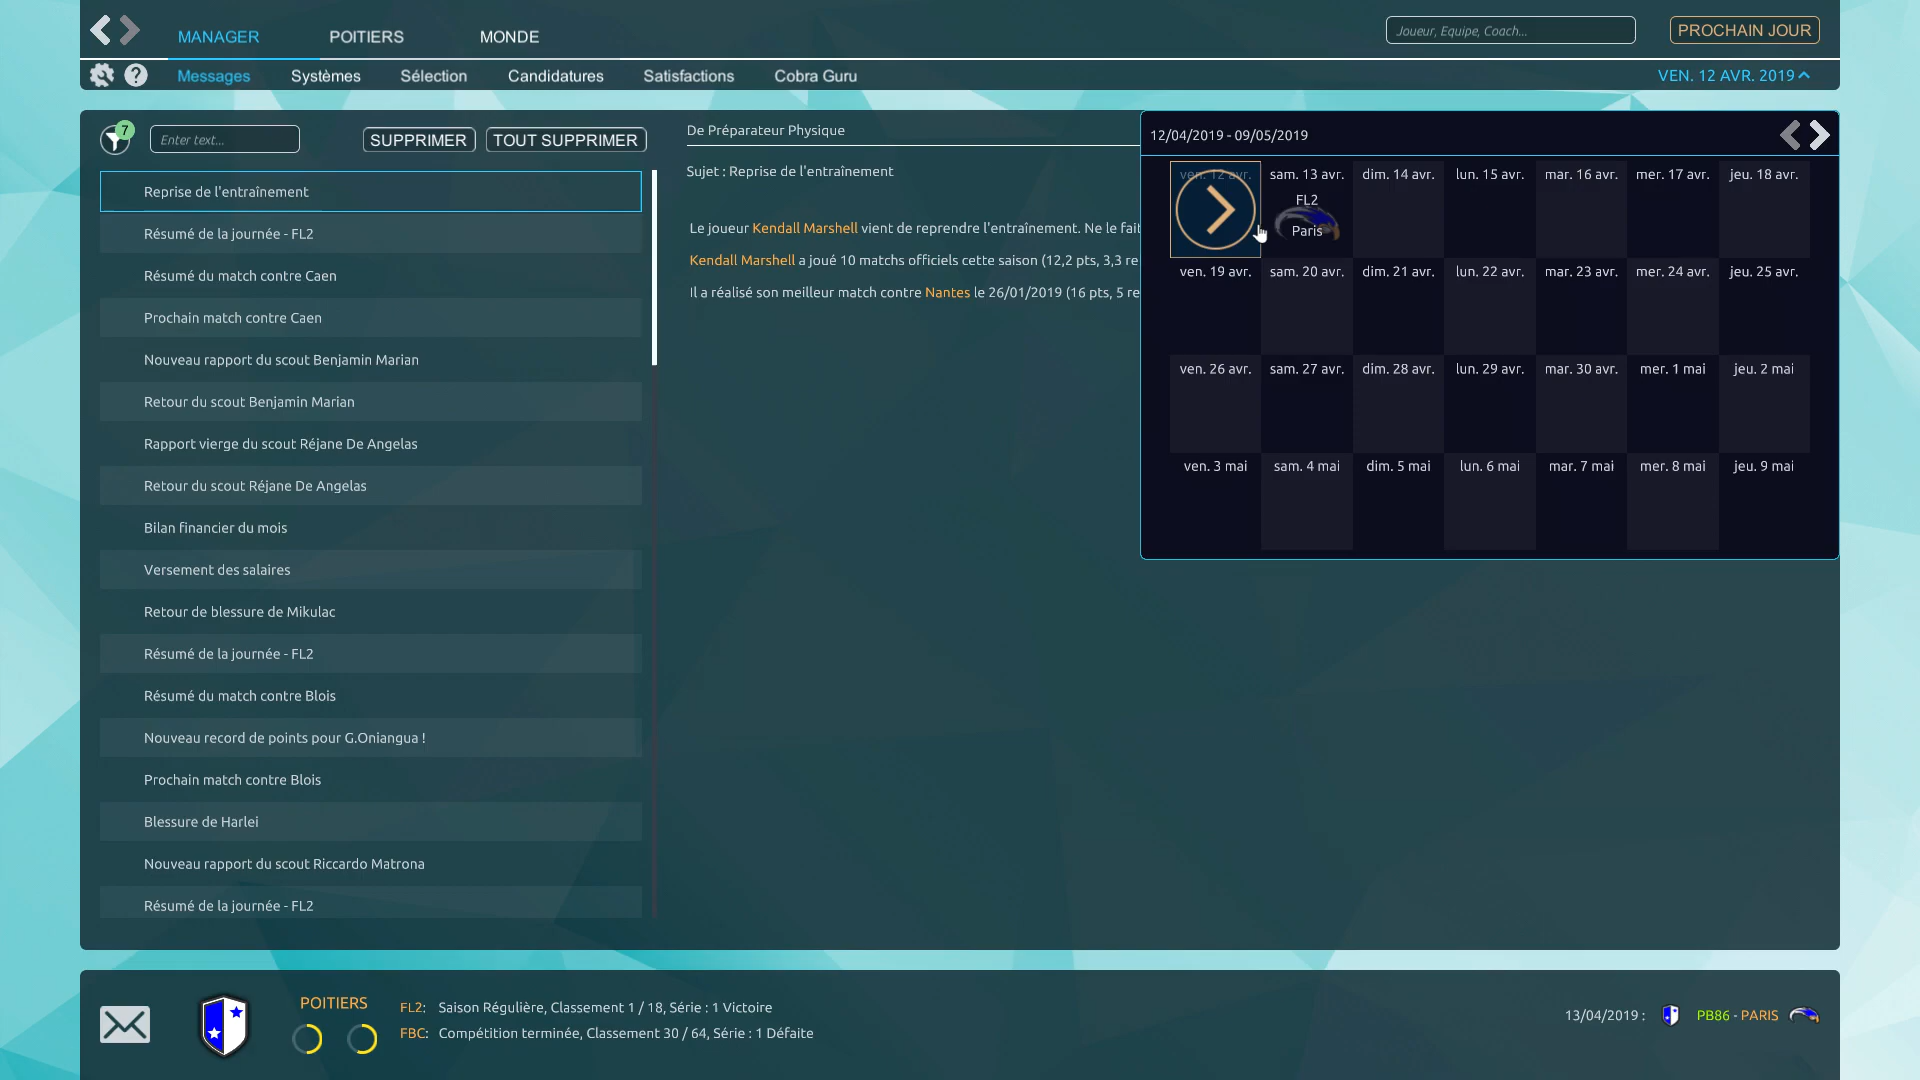 MANAGER
POITIERS
MONDE
Joueur, Equipe, Coach...
PROCHAIN JOUR
Messages
Systèmes
Sélection
Candidatures
Satisfactions
Cobra Guru
VEN. 12 AVR. 2019
7
Enter text...
SUPPRIMER
TOUT SUPPRIMER
Reprise de l'entraînement
Résumé de la journée - FL2
Résumé du match contre Caen
Prochain match contre Caen
Nouveau rapport du scout Benjamin Marian
Retour du scout Benjamin Marian
Rapport vierge du scout Réjane De Angelas
Retour du scout Réjane De Angelas
Bilan financier du mois
Versement des salaires
Retour de blessure de Mikulac
Résumé de la journée - FL2
Résumé du match contre Blois
Nouveau record de points pour G.Oniangua !
Prochain match contre Blois
Blessure de Harlei
Nouveau rapport du scout Riccardo Matrona
Résumé de la journée - FL2
De Préparateur Physique
Sujet : Reprise de l'entraînement
Le joueur Kendall Marshell vient de reprendre l'entraînement. Ne le fait
Kendall Marshell a joué 10 matchs officiels cette saison (12,2 pts, 3,3 re
Il a réalisé son meilleur match contre Nantes le 26/01/2019 (16 pts, 5 re
12/04/2019 - 09/05/2019
ven. 12 avr. sam. 13 avr. dim. 14 avr. lun. 15 avr. mar. 16 avr. mer. 17 avr. jeu. 18 avr.
FL2
Paris
ven. 19 avr. sam. 20 avr. dim. 21 avr. lun. 22 avr. mar. 23 avr. mer. 24 avr. jeu. 25 avr.
ven. 26 avr. sam. 27 avr. dim. 28 avr. lun. 29 avr. mar. 30 avr. mer. 1 mai jeu. 2 mai
ven. 3 mai sam. 4 mai dim. 5 mai lun. 6 mai mar. 7 mai mer. 8 mai jeu. 9 mai
POITIERS
FL2: Saison Régulière, Classement 1 / 18, Série : 1 Victoire
FBC: Compétition terminée, Classement 30 / 64, Série : 1 Défaite
13/04/2019 : PB86 - PARIS